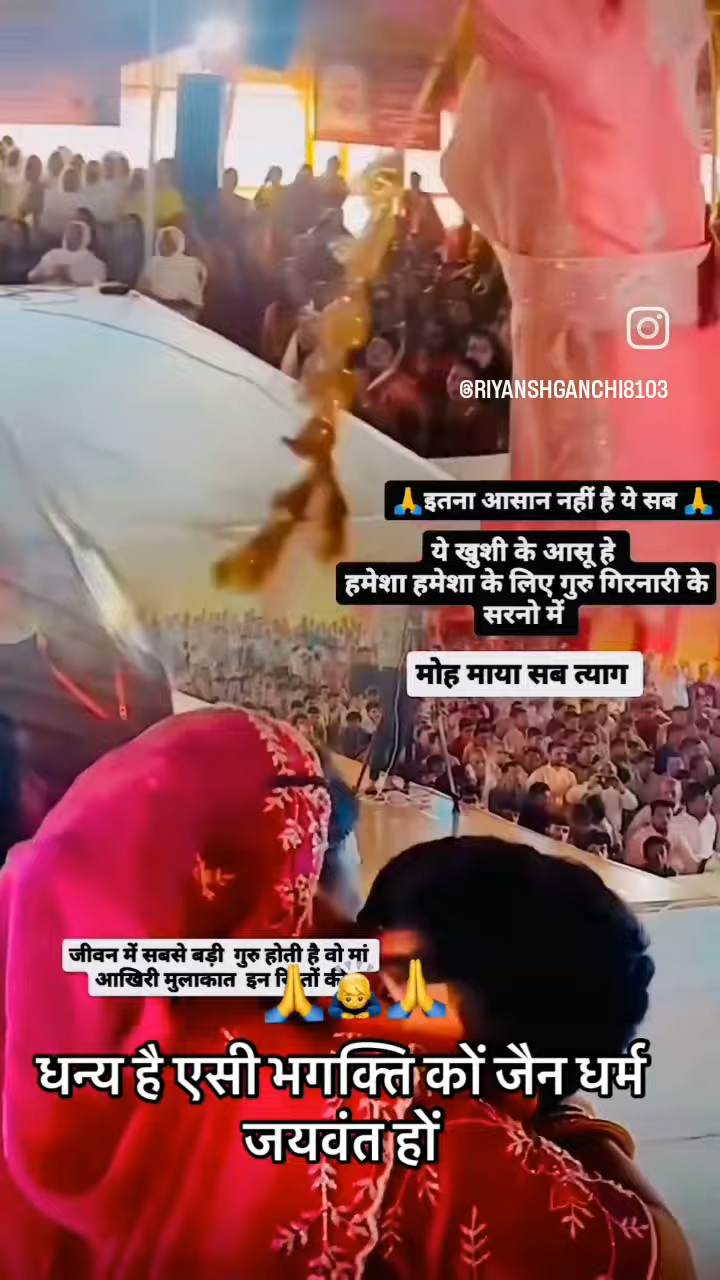 @RIYANSHGANCHI8103
🙏इतना आसान नहीं है ये सब 🙏
ये खुशी के आसू हे
हमेशा हमेशा के लिए गुरु गिरनारी के
सरनो में
मोह माया सब त्याग
जीवन में सबसे बड़ी गुरु होती है वो मां
आखिरी मुलाकात इन
धन्य है एसी भगक्ति कों जैन धर्म
जयवंत हों